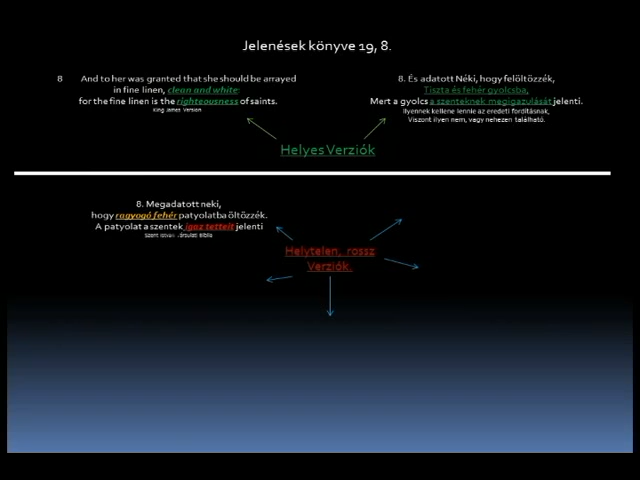 Jelenések könyve 19, 8.
8 And to her was granted that she should be arrayed
in fine linen, clean and white:
for the fine linen is the righteousness of saints.
King James Version
8. És adatott Néki, hogy felöltözzék,
Tiszta és fehér gyolcsba,
Mert a gyolcs a szenteknek megigazulását jelenti.
Ilyennek kellene lennie az eredeti fordításnak,
Viszont ilyen nem, vagy nehezen található.
Helyes Verziók
8. Megadatott neki,
hogy ragyogó fehér patyolatba öltözzék.
A patyolat a szentek igaz tetteit jelenti
Szent István Társulati Biblia
Helytelen, rossz
Verziók.